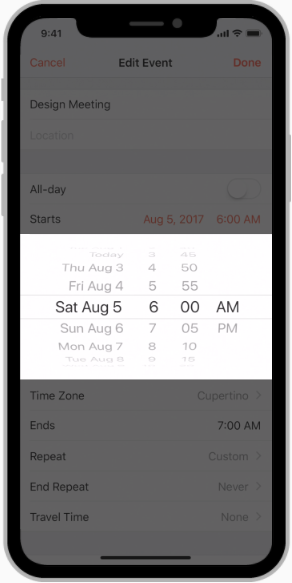 9:41
Cancel Edit Event Done
Design Meeting
Location
All-day
Starts Aug 5, 2017 6:00 AM
Today 3 45
Thu Aug 3 4 50
Fri Aug 4 5 55
Sat Aug 5 6 00 AM
Sun Aug 6 7 05 PM
Mon Aug 7 8 10
Tue Aug 8 9 15
Time Zone Cupertino
Ends 7:00 AM
Repeat Custom
End Repeat Never
Travel Time None